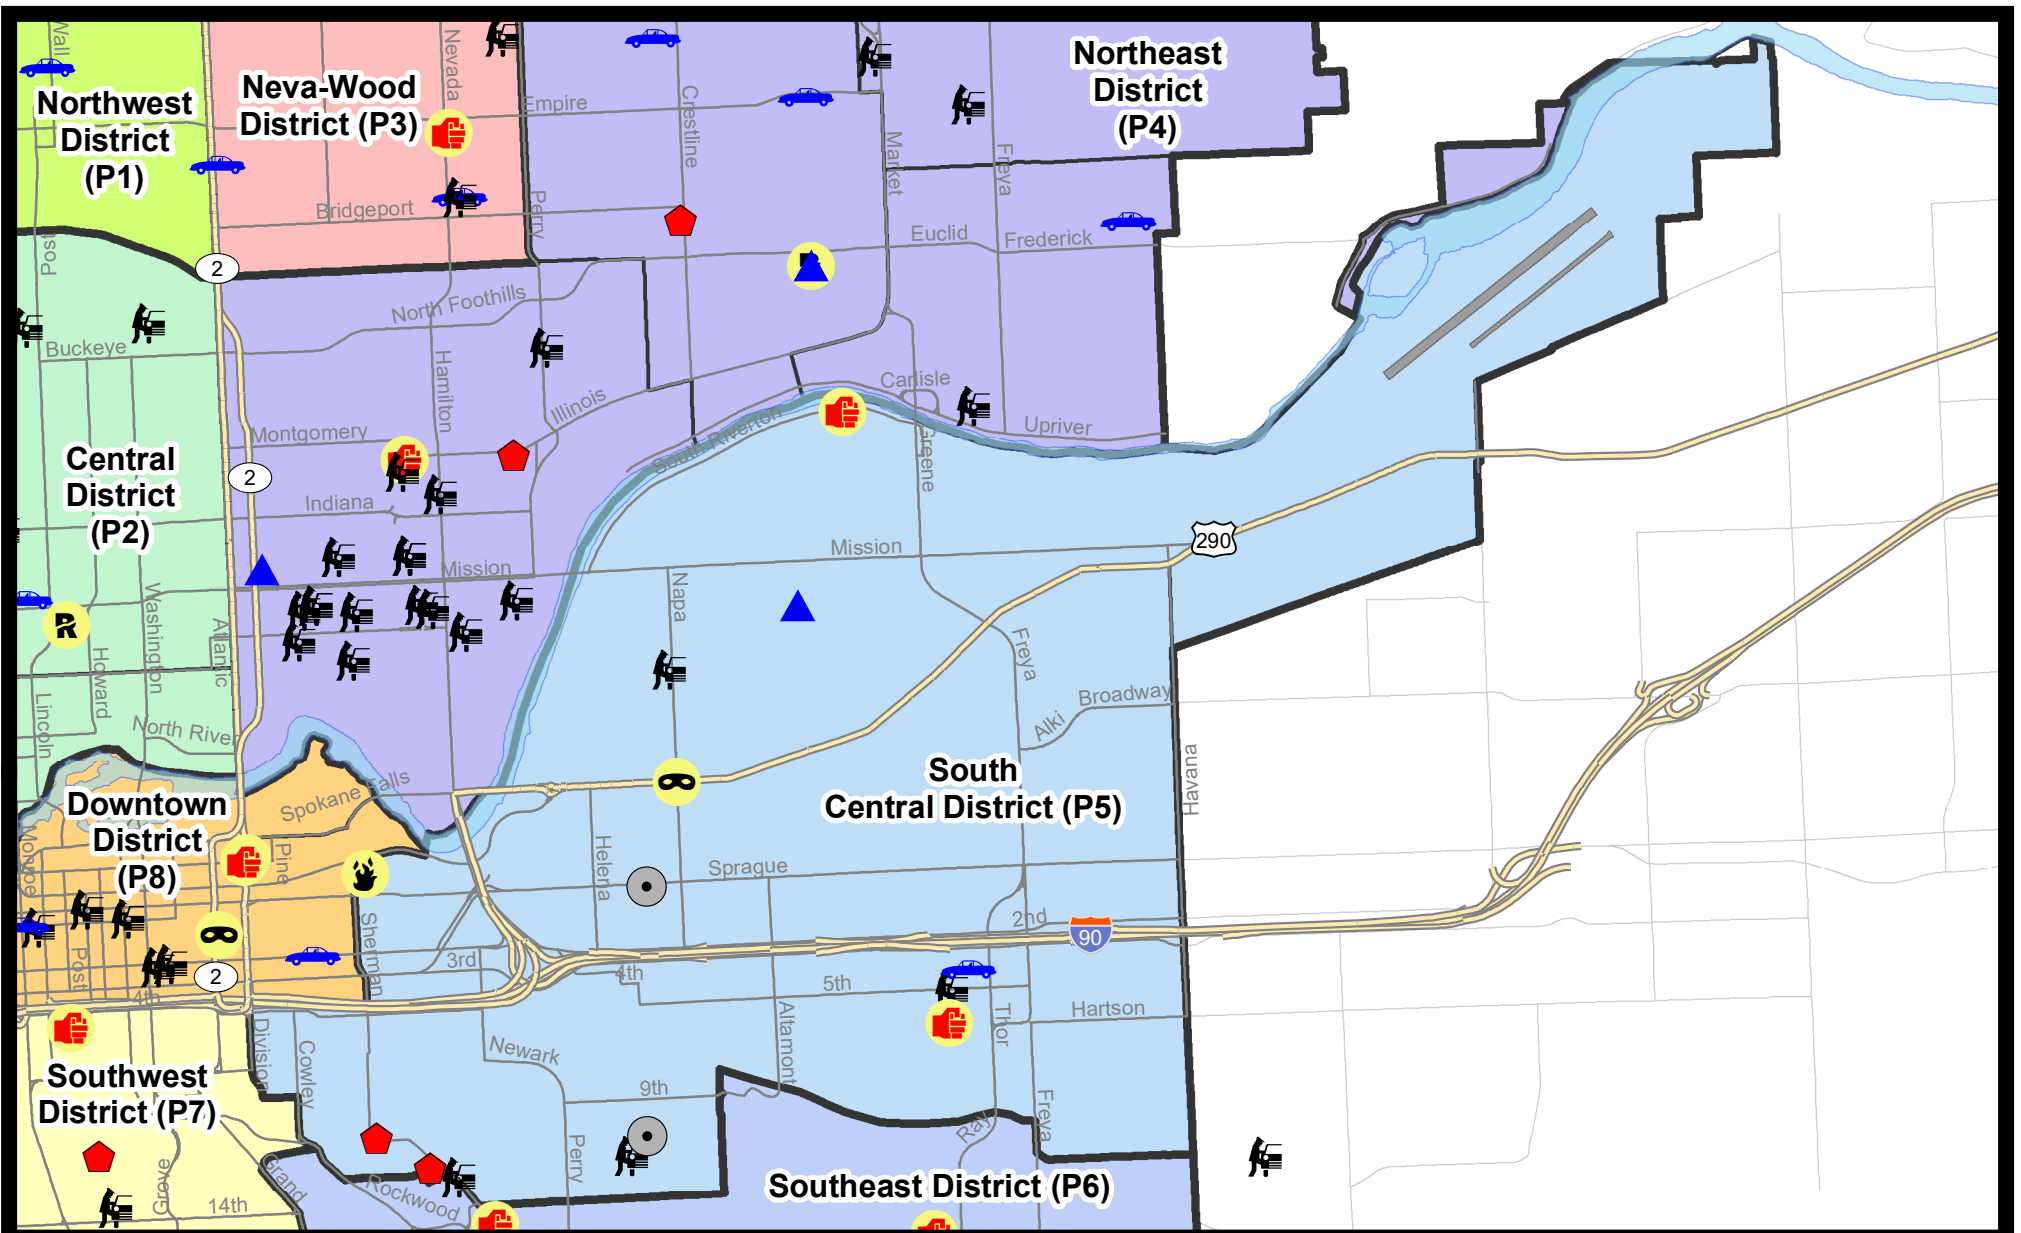 Wall
Nevada
Neva-Wood
District (P3)
Northwest
District
(P1)
Northeast
District
(P4)
Empire
Crestline
Market
Freya
Bridgeport
Perry
Euclid
Frederick
Post
2
North Foothills
Buckeye
Hamilton
Illinois
Carlisle
Montgomery
South Riverton
Upriver
Greene
Central
District
(P2)
2
Indiana
290
Mission
Mission
Napa
Washington
Atlantic
R
Howard
Lincoln
Freya
Broadway
Alki
North River
Havana
South
Central District (P5)
Spokane Falls
Downtown
District
(P8)
Monroe
Pine
Helena
Sprague
Sherman
2nd
90
Post
3rd
4th
5th
2
4th
Altamont
Thor
Hartson
Division
Cowley
Newark
9th
Freya
Southwest
District (P7)
Ray
Perry
Grove
Grand
Rockwood
14th
Southeast District (P6)